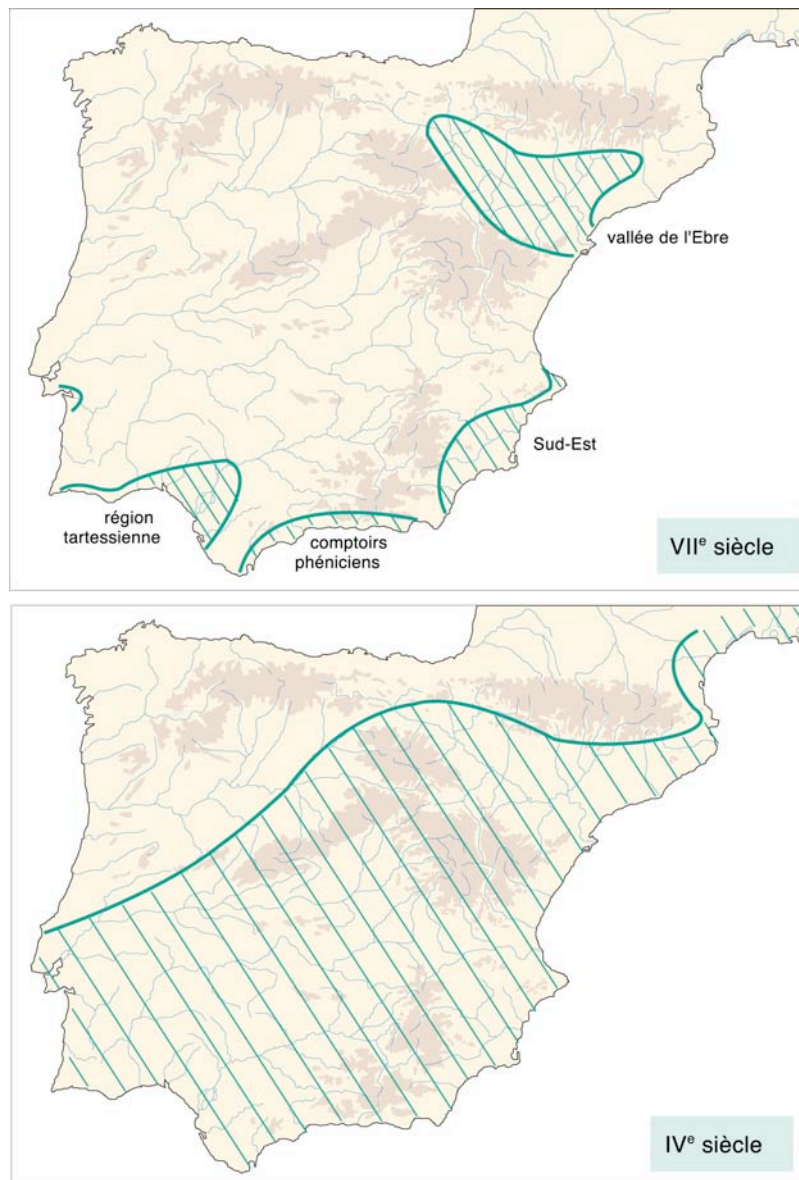 vallée de l'Ebre
Sud-Est
région
tartessienne
comptoirs
phéniciens
VIIe siècle
IVe siècle